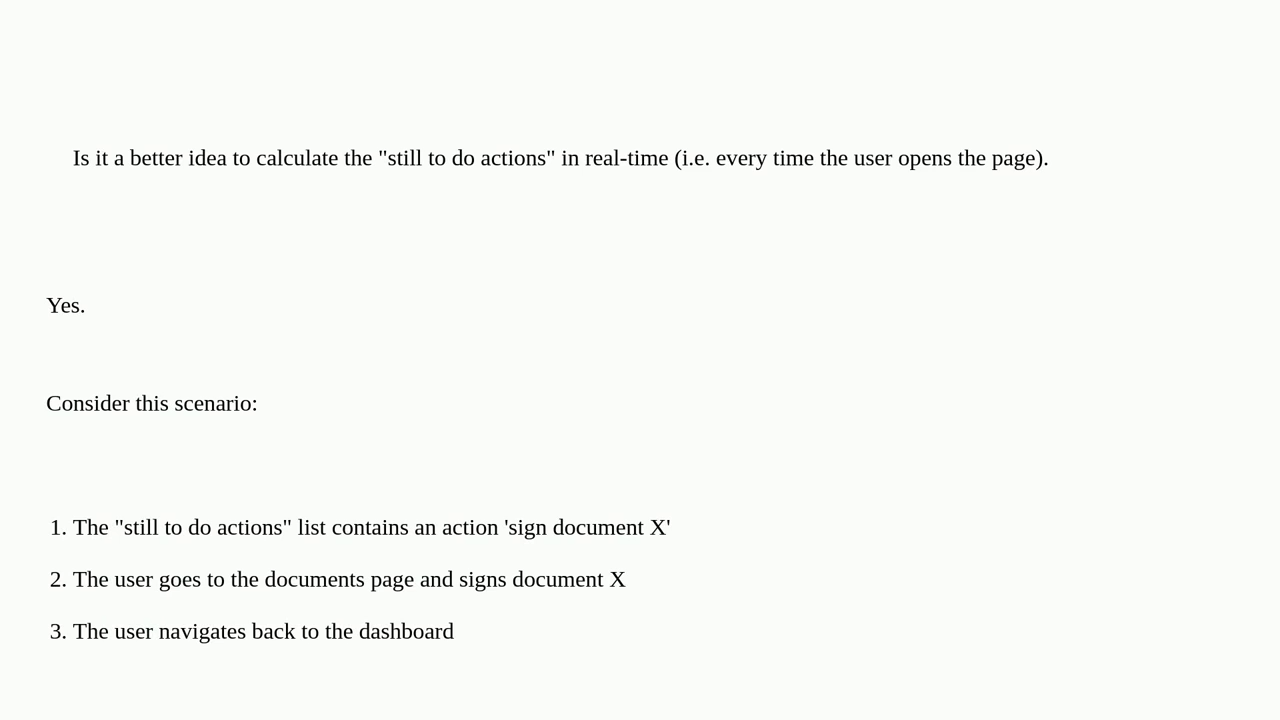 Is it a better idea to calculate the "still to do actions" in real-time (i.e. every time the user opens the page).
Yes.
Consider this scenario:
1. The "still to do actions" list contains an action 'sign document X'
2. The user goes to the documents page and signs document X
3. The user navigates back to the dashboard